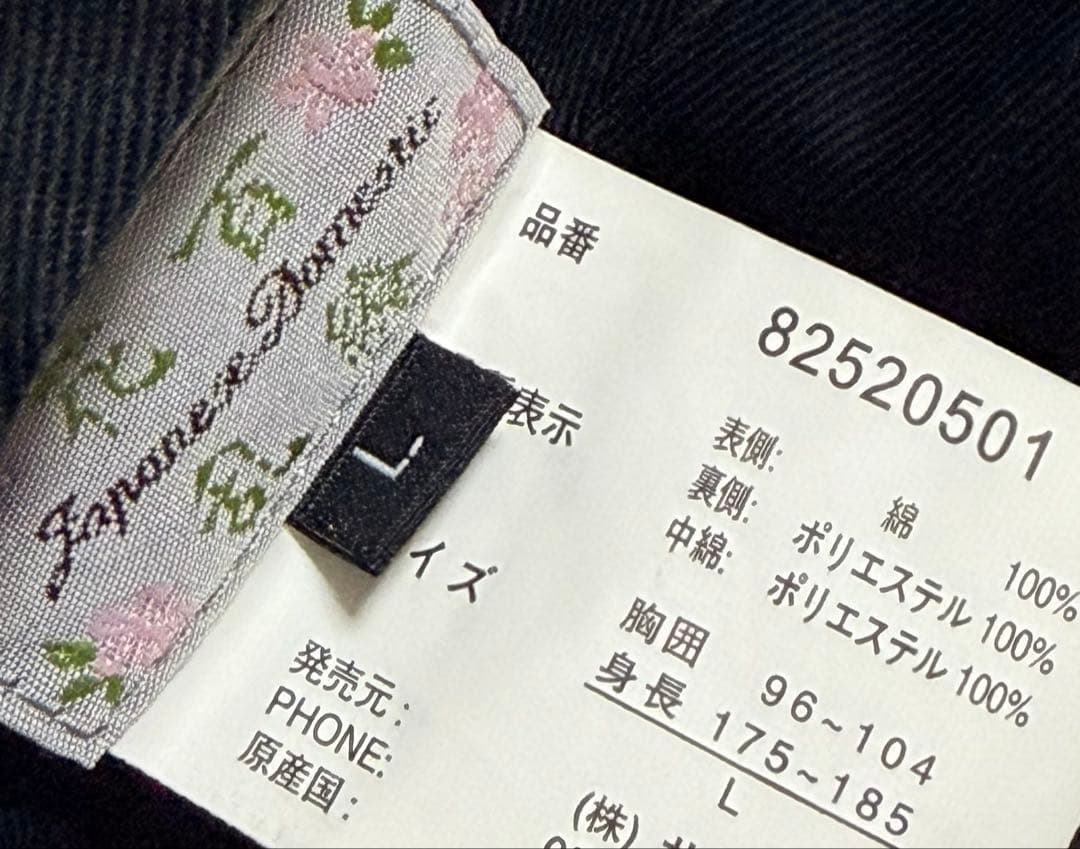 Japanese Domestic
百
花
L
品番
82520501
表示
表側: 綿 100%
裏側: ポリエステル 100%
中綿: ポリエステル 100%
イズ
胸囲 96~104
身長 175~185
L
発売元:
PHONE:
原産国:
(株)